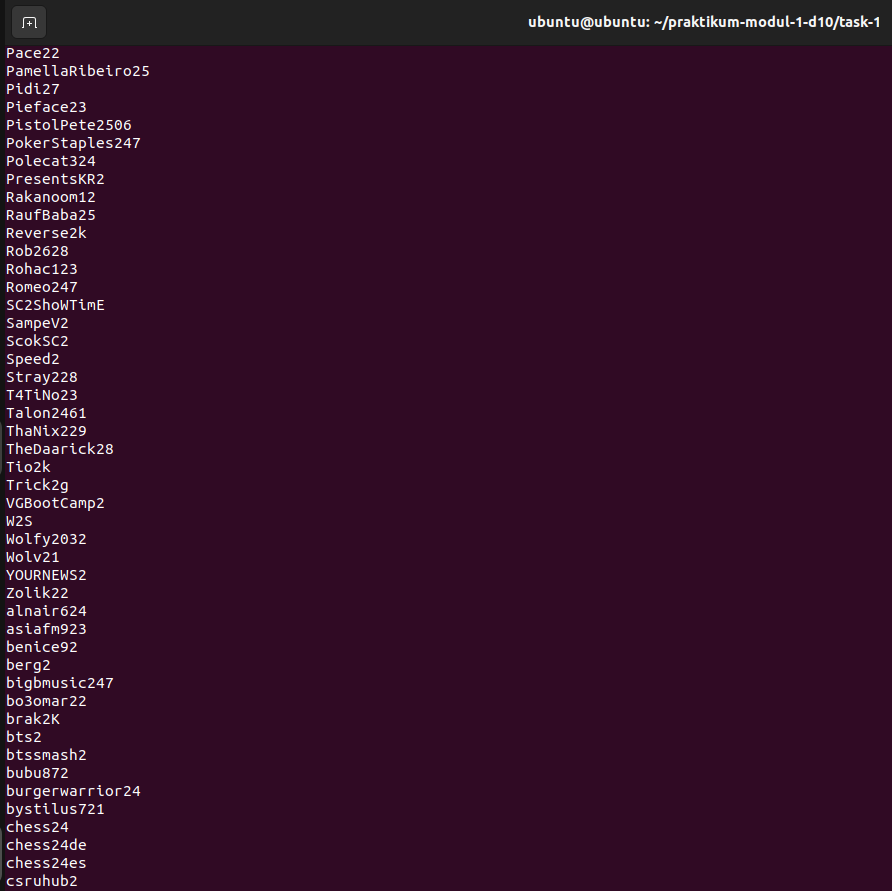 ubuntu@ubuntu: ~/praktikum-modul-1-d10/task-1
Pace22
PamellaRibeiro25
Pidi27
Pieface23
PistolPete2506
PokerStaples247
Polecat324
PresentsKR2
Rakanoom12
RaufBaba25
Reverse2k
Rob2628
Rohac123
Romeo247
SC2ShoWTimE
SampeV2
ScokSC2
Speed2
Stray228
T4TiNo23
Talon2461
ThaNix229
TheDaarick28
Tio2k
Trick2g
VGBootCamp2
W2S
Wolfy2032
Wolv21
YOURNEWS2
Zolik22
alnair624
asiafm923
benice92
berg2
bigbmusic247
bo3omar22
brak2K
bts2
btssmash2
bubu872
burgerwarrior24
bystilus721
chess24
chess24de
chess24es
csruhub2